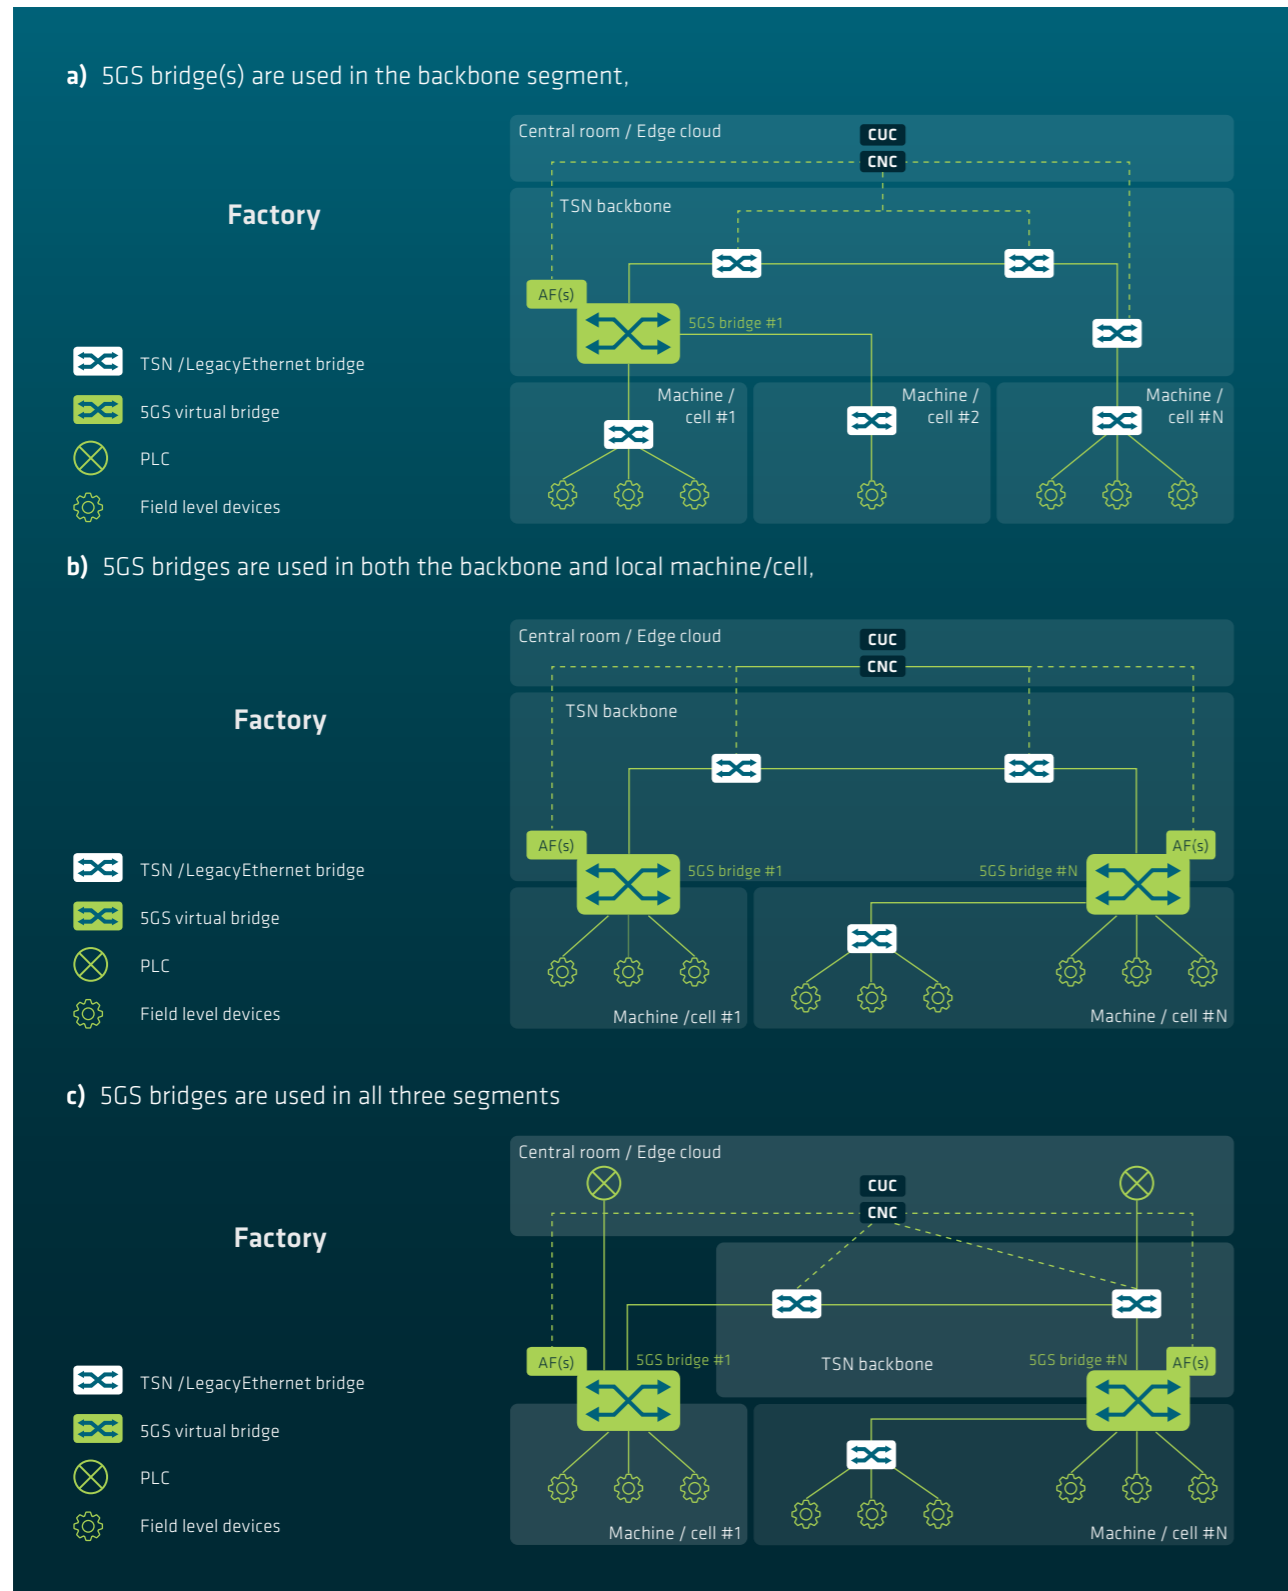 a) 5GS bridge(s) are used in the backbone segment,
Central room / Edge cloud
CUC
CNC
Factory
TSN backbone
AF(s)
5GS bridge #1
TSN /LegacyEthernet bridge
5GS virtual bridge
PLC
Field level devices
Machine /
cell #1
Machine /
cell #2
Machine /
cell #N
b) 5GS bridges are used in both the backbone and local machine/cell,
Central room / Edge cloud
CUC
CNC
Factory
TSN backbone
AF(s)
5GS bridge #1
5GS bridge #N
AF(s)
TSN /LegacyEthernet bridge
5GS virtual bridge
PLC
Field level devices
Machine /cell #1
Machine / cell #N
c) 5GS bridges are used in all three segments
Central room / Edge cloud
CUC
CNC
Factory
AF(s)
5GS bridge #1
TSN backbone
5GS bridge #N
AF(s)
TSN /LegacyEthernet bridge
5GS virtual bridge
PLC
Field level devices
Machine / cell #1
Machine / cell #N